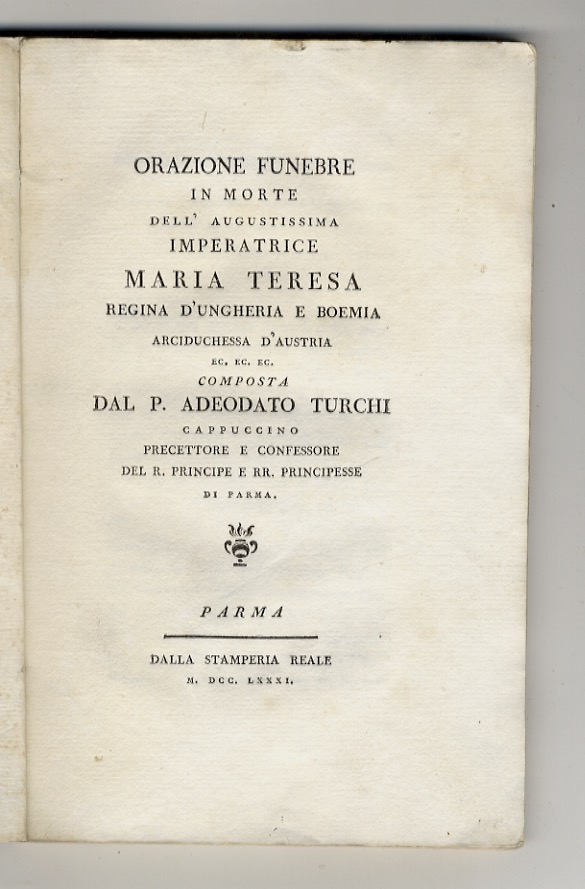 ORAZIONE FUNEBRE
IN MORTE
DELL' AUGUSTISSIMA
IMPERATRICE
MARIA TERESA
REGINA D'UNGHERIA E BOEMIA
ARCIDUCHESSA D'AUSTRIA
EC. EC. EC.
COMPOSTA
DAL P. ADEODATO TURCHI
CAPPUCCINO
PRECETTORE E CONFESSORE
DEL R. PRINCIPE E RR. PRINCIPESSE
DI PARMA.
PARMA
DALLA STAMPERIA REALE
M. DCC. LXXXI.